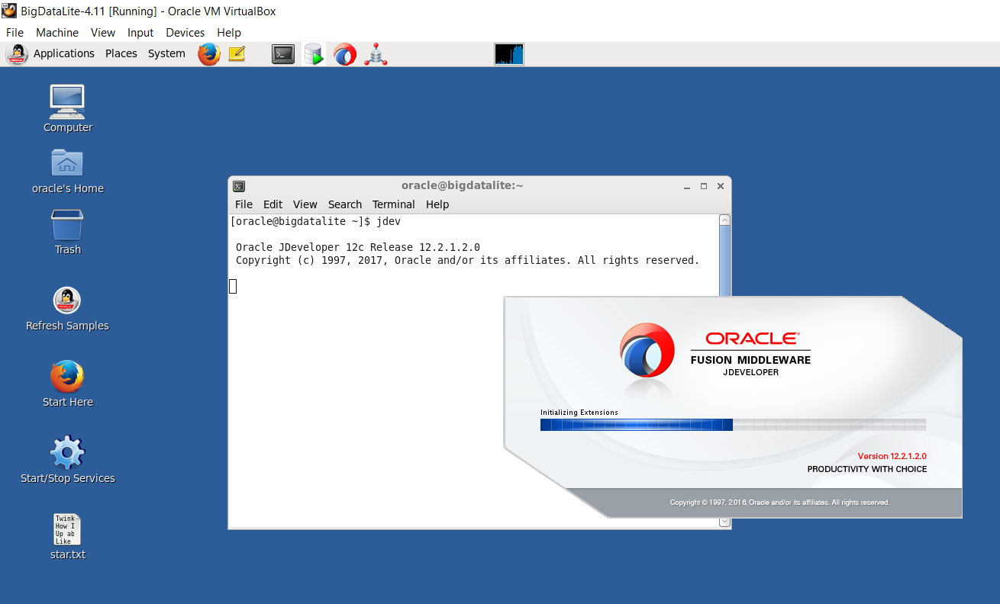 BigDataLite-4.11 [Running] - Oracle VM VirtualBox
File Machine View Input Devices Help
Applications Places System
Computer
oracle's Home
Trash
Refresh Samples
Start Here
Start/Stop Services
Twink
How I
Up ab
Like
star.txt
oracle@bigdatalite:~
File Edit View Search Terminal Help
[oracle@bigdatalite ~]$ jdev
Oracle JDeveloper 12c Release 12.2.1.2.0
Copyright (c) 1997, 2017, Oracle and/or its affiliates. All rights reserved.
ORACLE®
FUSION MIDDLEWARE
JDEVELOPER
Initializing Extensions
Version 12.2.1.2.0
PRODUCTIVITY WITH CHOICE
Copyright © 1997, 2016, Oracle and/or its affiliates. All rights reserved.